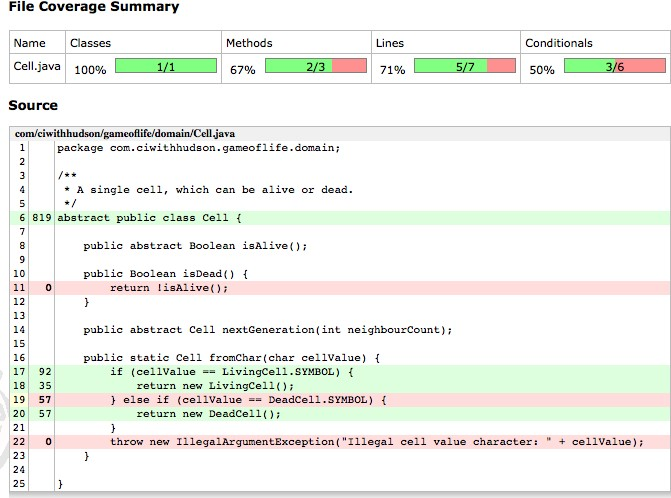 File Coverage Summary
Name Classes Methods Lines Conditionals
Cell.java 100% 1/1 67% 2/3 71% 5/7 50% 3/6
Source
com/ciwithhudson/gameoflife/domain/Cell.java
1 package com.ciwithhudson.gameoflife.domain;
2
3 /**
4 * A single cell, which can be alive or dead.
5 */
6 819 abstract public class Cell {
7
8 public abstract Boolean isAlive();
9
10 public Boolean isDead() {
11 0 return !isAlive();
12 }
13
14 public abstract Cell nextGeneration(int neighbourCount);
15
16 public static Cell fromChar(char cellValue) {
17 92 if (cellValue == LivingCell.SYMBOL) {
18 35 return new LivingCell();
19 57 } else if (cellValue == DeadCell.SYMBOL) {
20 57 return new DeadCell();
21 }
22 0 throw new IllegalArgumentException("Illegal cell value character: " + cellValue);
23 }
24
25 }